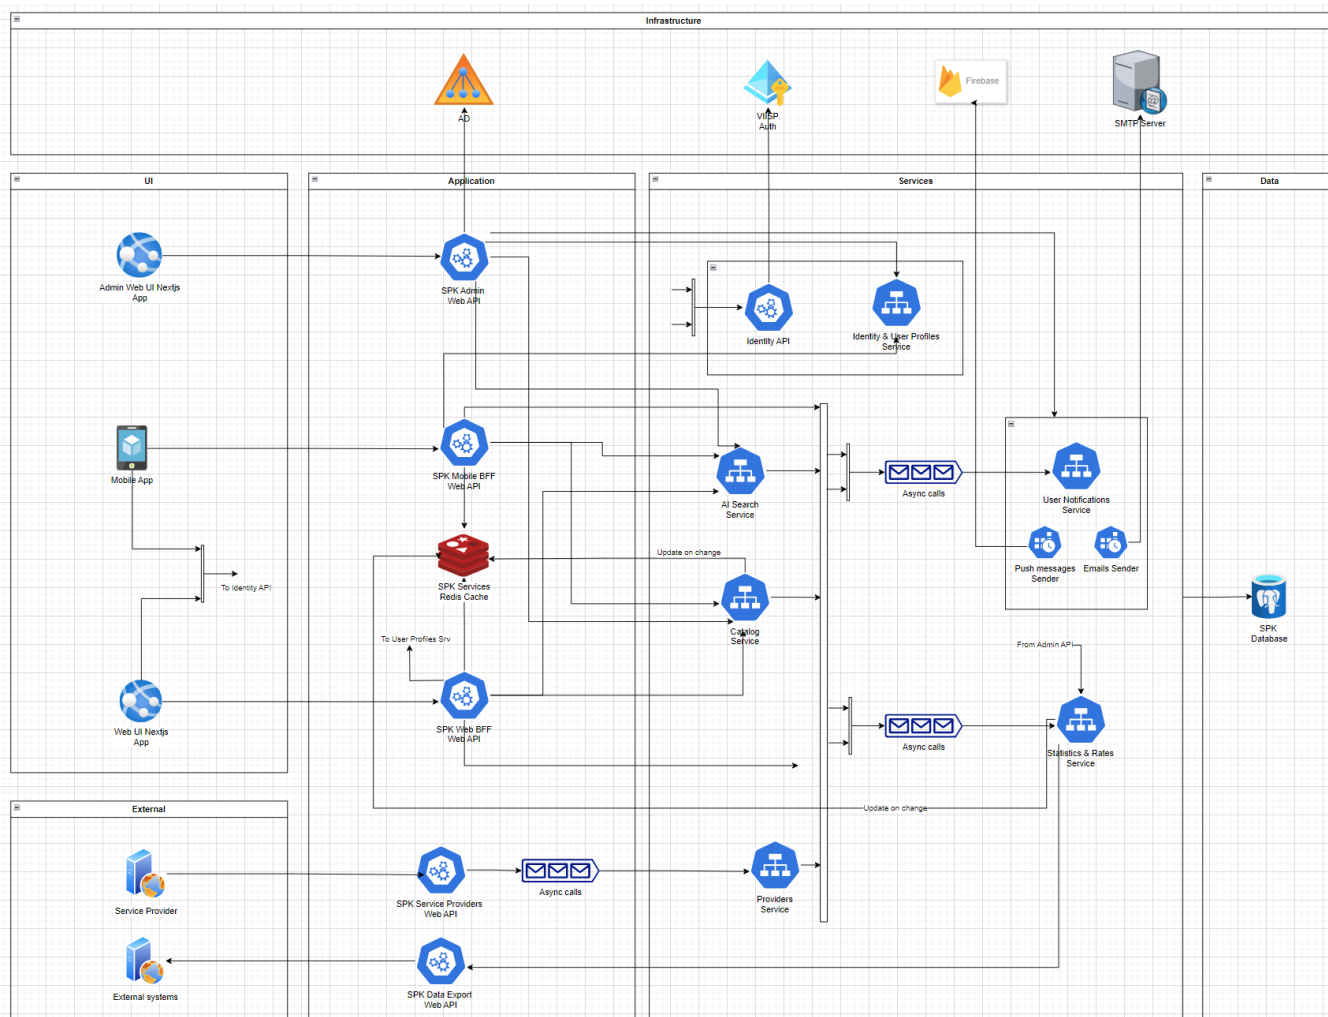 Infrastructure
AD
VIISP
Auth
Firebase
SMTP Server
UI
Application
Services
Data
Admin Web UI Nextjs
App
SPK Admin
Web API
Identity API
Identity & User Profiles
Service
Mobile App
SPK Mobile BFF
Web API
AI Search
Service
Async calls
User Notifications
Service
Update on change
Push messages
Sender
Emails Sender
To Identity API
SPK Services
Redis Cache
Catalog
Service
SPK
Database
To User Profiles Srv
From Admin API
Web UI Nextjs
App
SPK Web BFF
Web API
Async calls
Statistics & Rates
Service
Update on change
External
Service Provider
SPK Service Providers
Web API
Async calls
Providers
Service
External systems
SPK Data Export
Web API